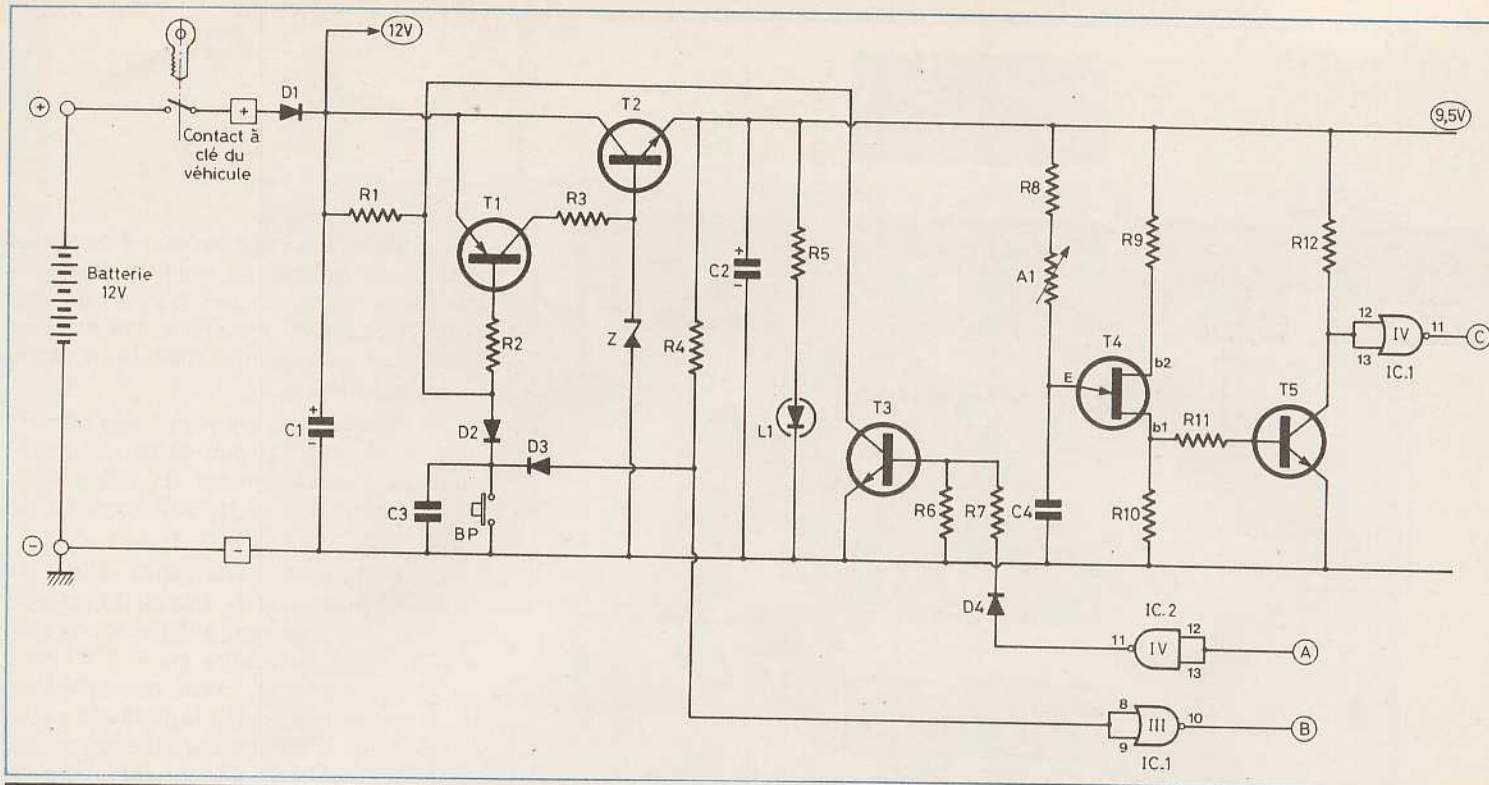 12V
D1
T2
9,5V
+
+
Contact à
clé du
véhicule
R1
T1
R3
R8
R9
R12
Batterie
12V
C2
+
−
R5
A1
12
IV
11
C
13
IC.1
R2
Z
R4
T4
b2
E
T5
+
C1
−
D2
D3
L1
T3
b1
R11
C3
BP
R6
R7
C4
R10
−
−
D4
IC.2
11
IV
12
13
A
8
III
10
B
9
IC.1